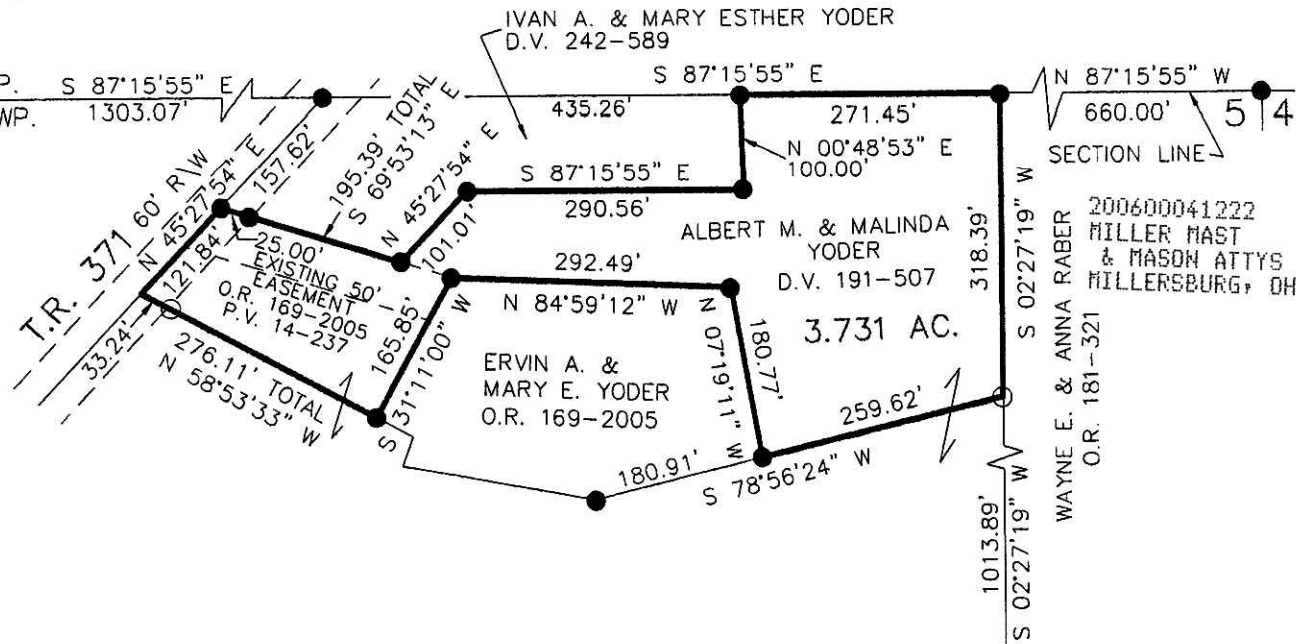 IVAN A. & MARY ESTHER YODER
D.V. 242-589
P. S 87°15'55" E
WP. 1303.07'
S 87°15'55" E
435.26'
271.45'
N 87°15'55" W
660.00'
5 4
SECTION LINE
N 00°48'53" E
100.00'
195.39' TOTAL
S 69°53'13" E
157.62'
T.R. 371 60' R\W
N 45°27'54" E
121.84'
33.24'
25.00'
EXISTING 50'
EASEMENT
O.R. 169-2005
P.V. 14-237
N 45°27'54" E
101.01'
S 87°15'55" E
290.56'
292.49'
N 84°59'12" W
165.85'
S 31°11'00" W
276.11' TOTAL
N 58°53'33" W
ERVIN A. &
MARY E. YODER
O.R. 169-2005
N 07°19'11" W
180.77'
ALBERT M. & MALINDA
YODER
D.V. 191-507
3.731 AC.
318.39'
S 02°27'19" W
259.62'
180.91'
S 78°56'24" W
WAYNE E. & ANNA RABER
O.R. 181-321
200600041222
MILLER MAST
& MASON ATTYS
MILLERSBURG, OH
1013.89'
S 02°27'19" W